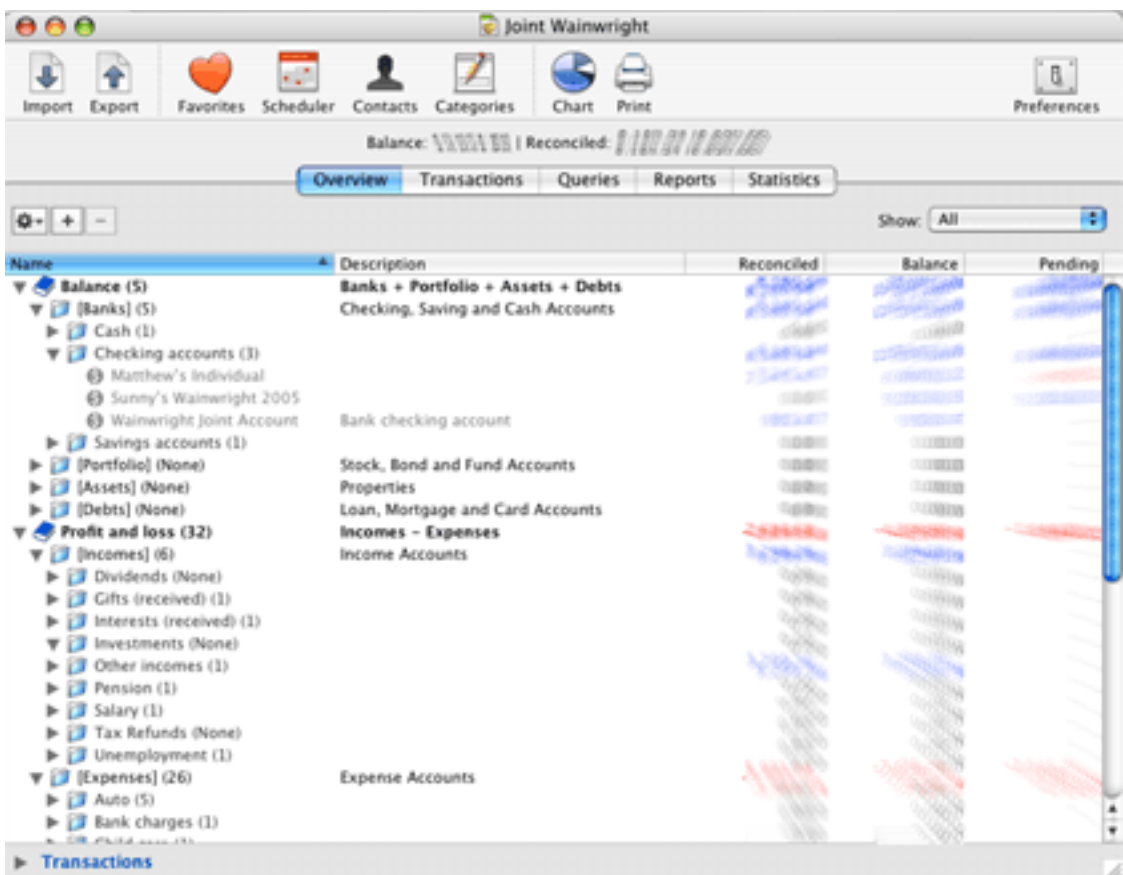 Joint Wainwright
Import Export Favorites Scheduler Contacts Categories Chart Print Preferences
Balance: | Reconciled:
Overview Transactions Queries Reports Statistics
+ - Show: All
Name Description Reconciled Balance Pending
Balance (5) Banks + Portfolio + Assets + Debts
[Banks] (5) Checking, Saving and Cash Accounts
Cash (1)
Checking accounts (3)
Matthew's Individual
Sunny's Wainwright 2005
Wainwright Joint Account Bank checking account
Savings accounts (1)
[Portfolio] (None) Stock, Bond and Fund Accounts
[Assets] (None) Properties
[Debts] (None) Loan, Mortgage and Card Accounts
Profit and loss (32) Incomes - Expenses
[Incomes] (6) Income Accounts
Dividends (None)
Gifts (received) (1)
Interests (received) (1)
Investments (None)
Other incomes (1)
Pension (1)
Salary (1)
Tax Refunds (None)
Unemployment (1)
[Expenses] (26) Expense Accounts
Auto (5)
Bank charges (1)
Transactions